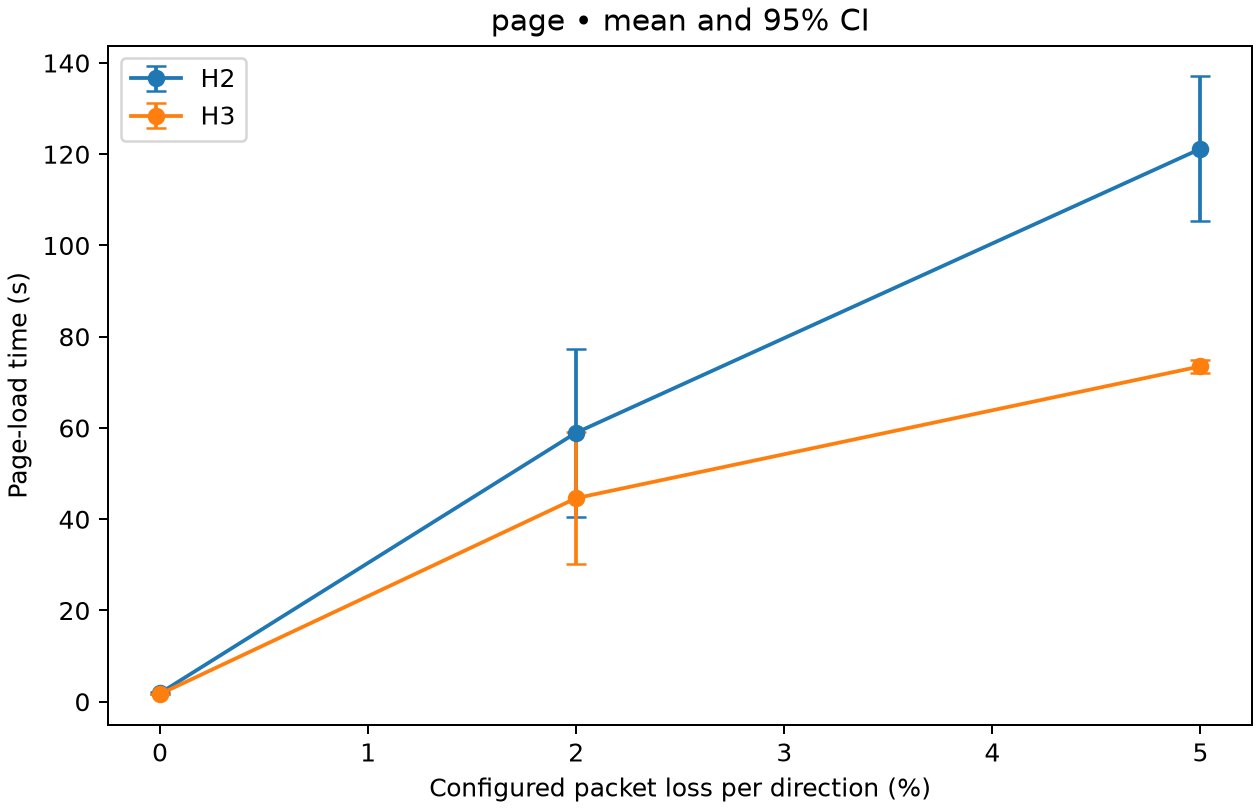 page • mean and 95% CI
H2
H3
Page-load time (s)
140
120
100
80
60
40
20
0
0 1 2 3 4 5
Configured packet loss per direction (%)